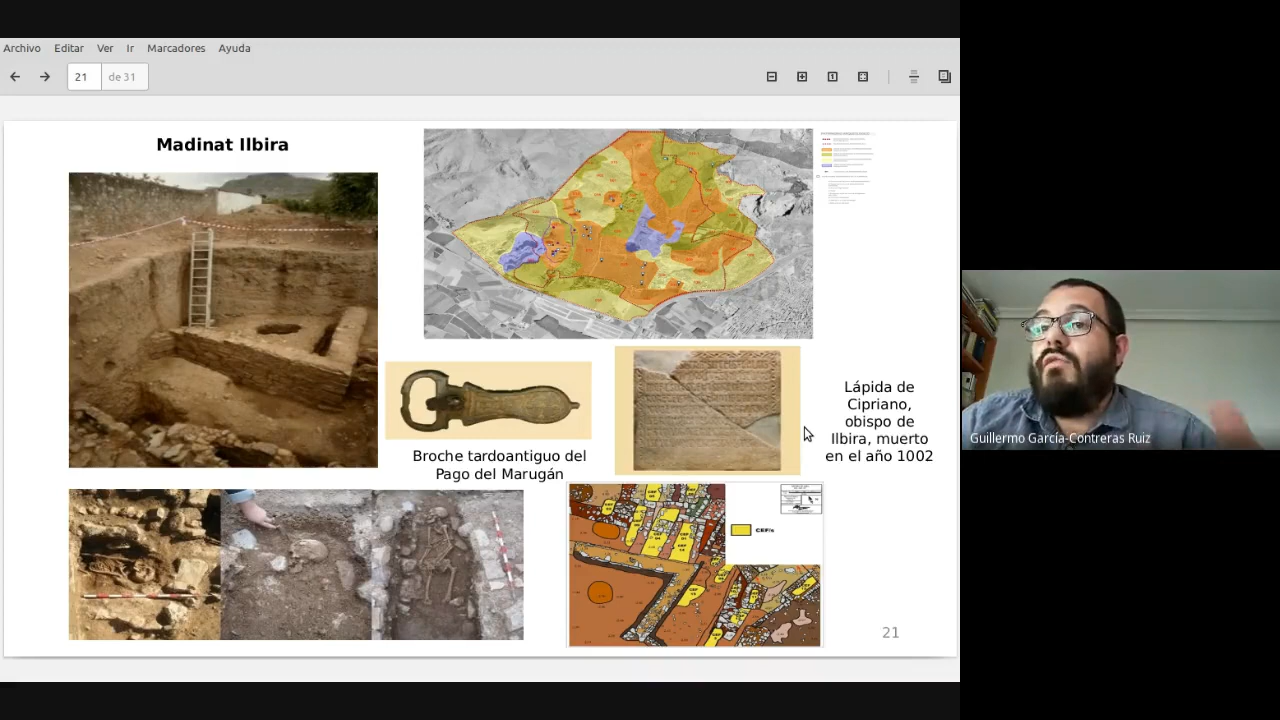 Archivo Editar Ver Ir Marcadores Ayuda
21 de 31
Madinat Ilbira
Broche tardoantiguo del
Pago del Marugán
Lápida de
Cipriano,
obispo de
Ilbira, muerto
en el año 1002
CEF/s
21
Guillermo García-Contreras Ruiz